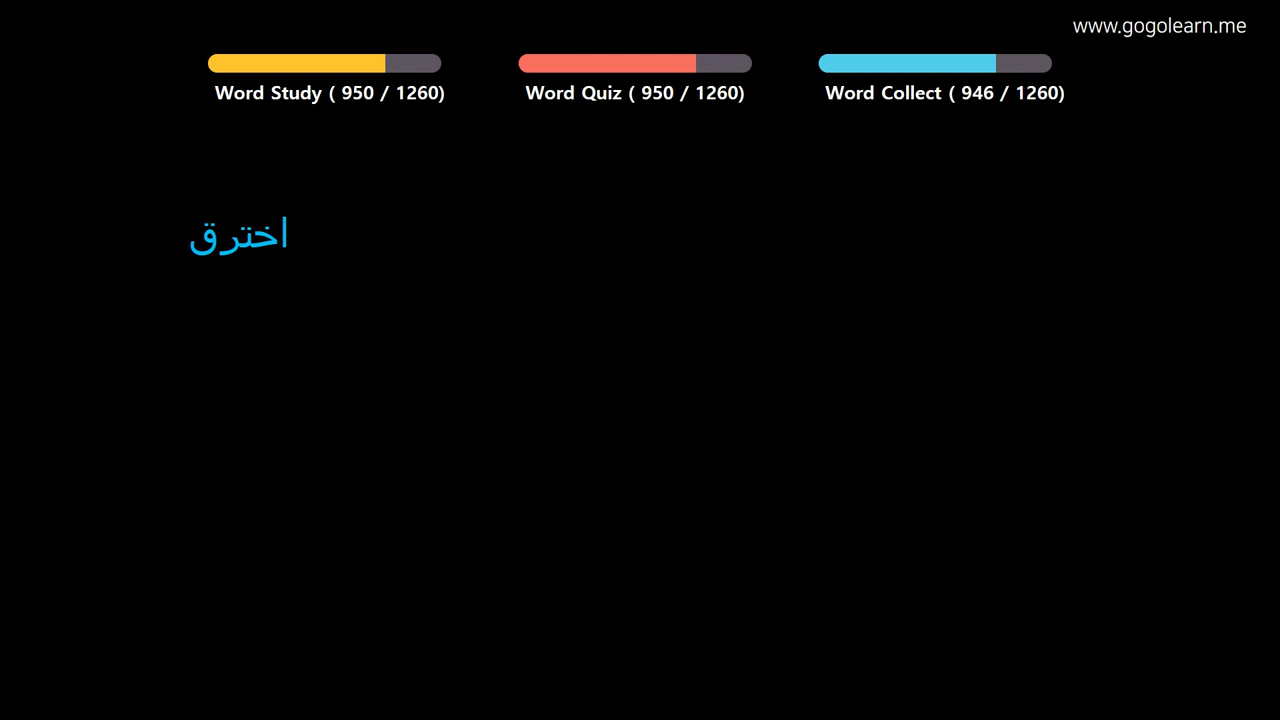 www.gogolearn.me
Word Study ( 950 / 1260)
Word Quiz ( 950 / 1260)
Word Collect ( 946 / 1260)
اخترق